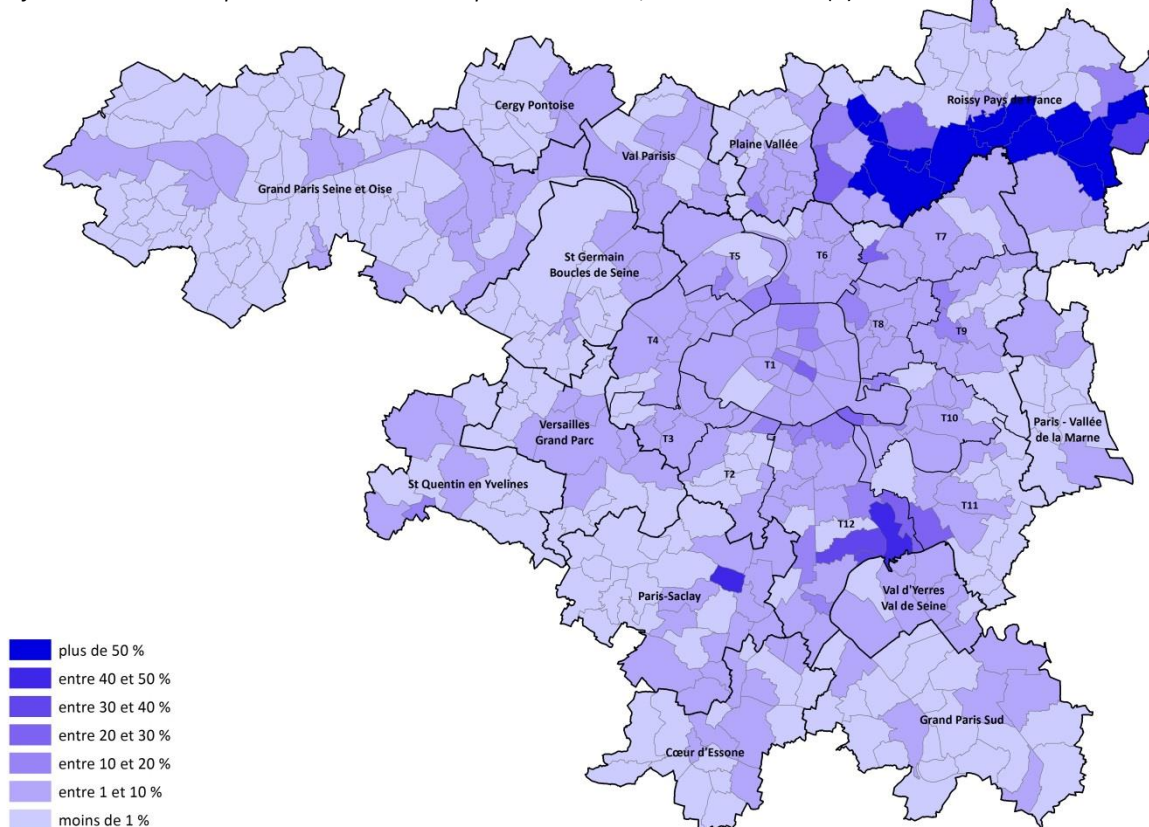 Roissy Pays de France
Cergy Pontoise
Plaine Vallée
Val Parisis
Grand Paris Seine et Oise
T7
St Germain
Boucles de Seine
T5
T6
T8
T9
T4
T1
T10
Paris - Vallée
de la Marne
Versailles
Grand Parc
T3
T2
St Quentin en Yvelines
T11
T12
Val d'Yerres
Val de Seine
Paris-Saclay
Grand Paris Sud
Cœur d'Essone
plus de 50 %
entre 40 et 50 %
entre 30 et 40 %
entre 20 et 30 %
entre 10 et 20 %
entre 1 et 10 %
moins de 1 %